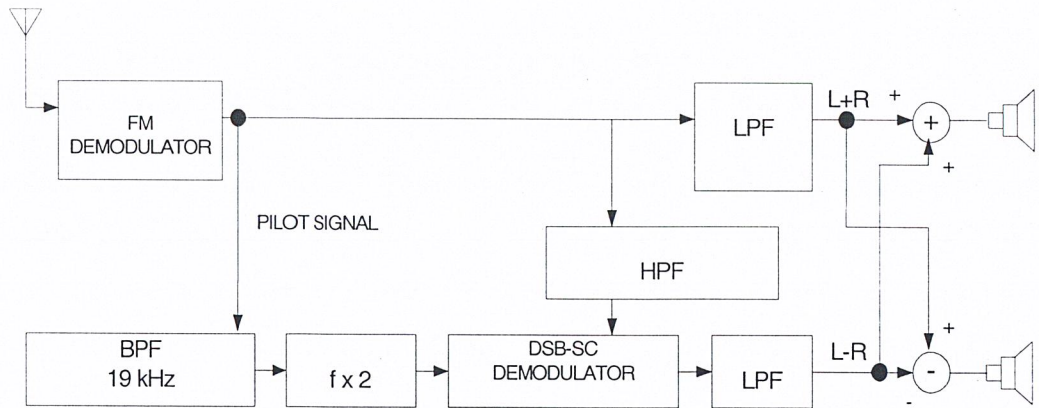 FM
DEMODULATOR
LPF
L+R
+
+
+
PILOT SIGNAL
HPF
BPF
19 kHz
f x 2
DSB-SC
DEMODULATOR
LPF
L-R
+
-
-